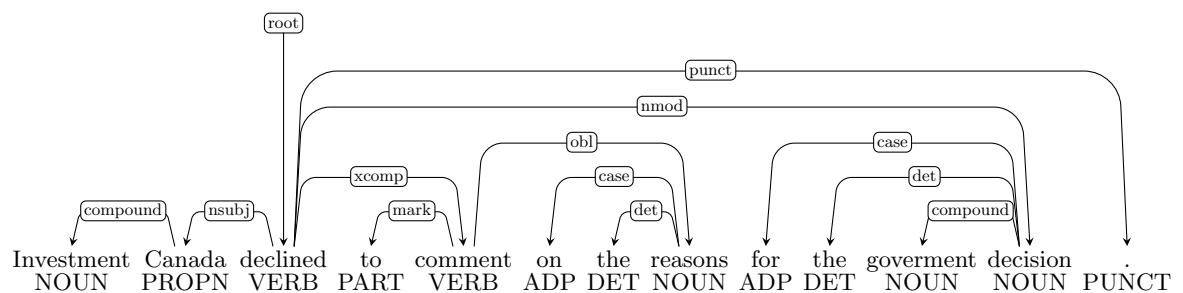 root
punct
nmod
obl case
xcomp case det
compound nsubj mark det compound
Investment Canada declined to comment on the reasons for the goverment decision .
NOUN PROPN VERB PART VERB ADP DET NOUN ADP DET NOUN NOUN PUNCT